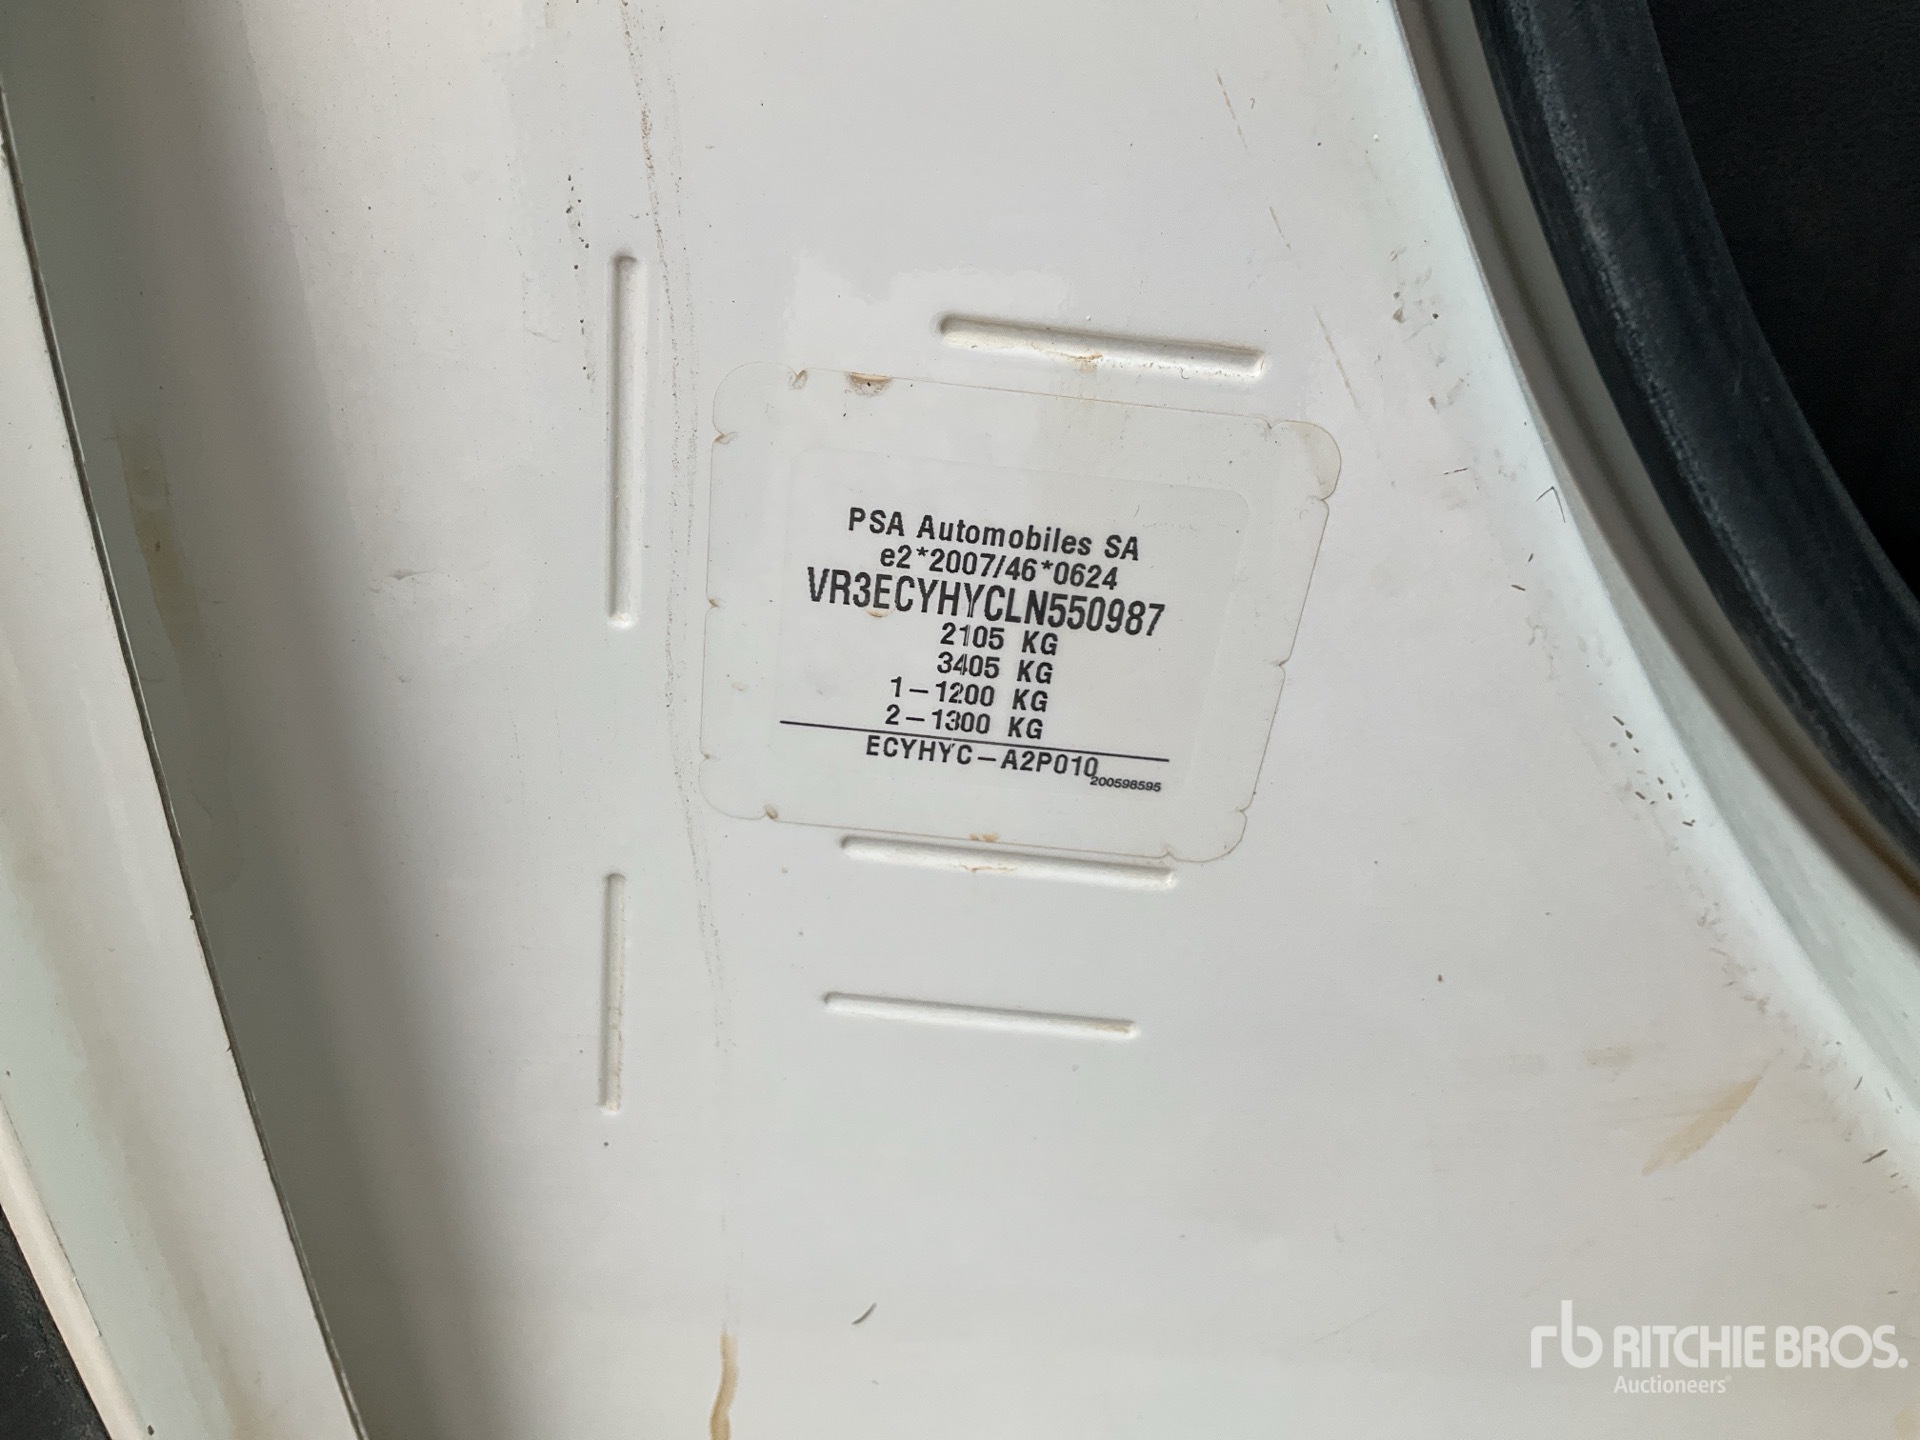 PSA Automobiles SA
e2*2007/46*0624
VR3ECYHYCLN550987
2105 KG
3405 KG
1-1200 KG
2-1300 KG
ECYHYC-A2P010
200598595
rb RITCHIE BROS.
Auctioneers